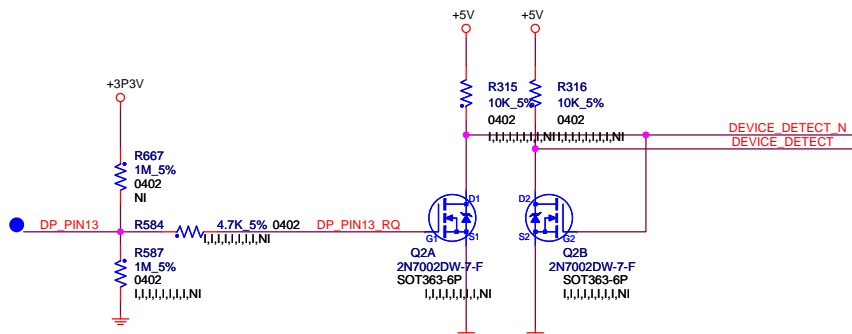 +5V
+5V
+3P3V
R315
10K_5%
0402
I,I,I,I,I,I,I,NI
R316
10K_5%
0402
I,I,I,I,I,I,I,NI
DEVICE_DETECT_N
DEVICE_DETECT
R667
1M_5%
0402
NI
DP_PIN13
R584
4.7K_5% 0402
I,I,I,I,I,I,I,NI
DP_PIN13_RQ
R587
1M_5%
0402
I,I,I,I,I,I,I,NI
D1
G1
S1
Q2A
2N7002DW-7-F
SOT363-6P
I,I,I,I,I,I,I,NI
D2
S2
G2
Q2B
2N7002DW-7-F
SOT363-6P
I,I,I,I,I,I,I,NI